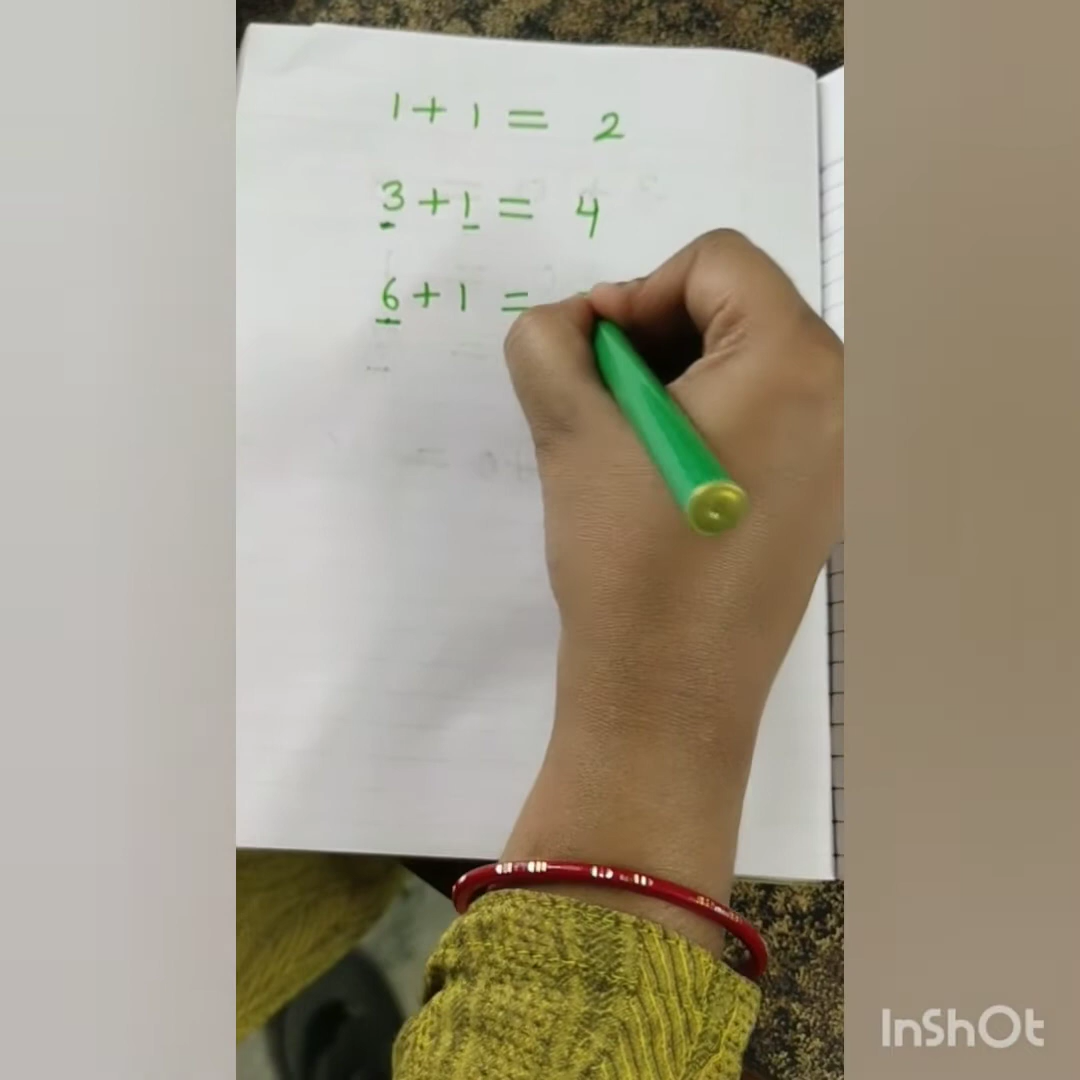 1 + 1 = 2
3 + 1 = 4
6 + 1 =
InShOt